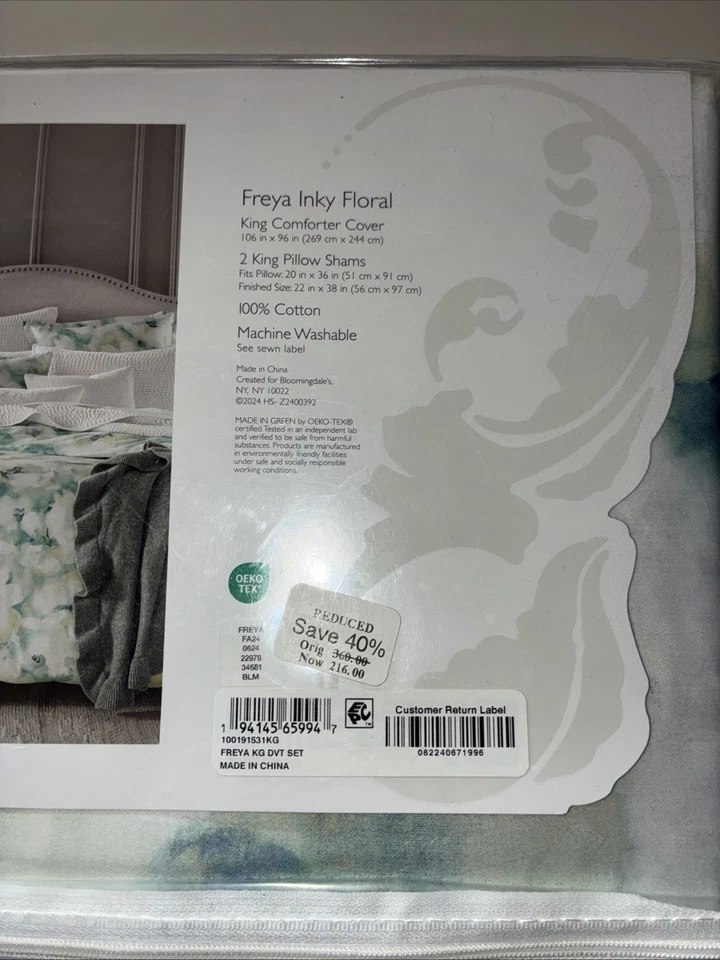 Freya Inky Floral
King Comforter Cover
106 in x 96 in (269 cm x 244 cm)
2 King Pillow Shams
Fits Pillow: 20 in x 36 in (51 cm x 91 cm)
Finished Size: 22 in x 38 in (56 cm x 97 cm)
100% Cotton
Machine Washable
See sewn label
Made in China
Created for Bloomingdale's.
NY, NY 10022
©2024 HS- Z2400392
MADE IN GREEN by OEKO-TEX®
certified. Tested in an independent lab
and verified to be safe from harmful
substances. Products are manufactured
in environmentally friendly facilities
under safe and socially responsible
working conditions.
OEKO
TEX®
FREYA
FA24
0624
22978
34681
BLM
REDUCED
Save 40%
Orig 360.00
Now 216.00
1 94145 65994 7
EPC™
Customer Return Label
082240671996
100191531KG
FREYA KG DVT SET
MADE IN CHINA